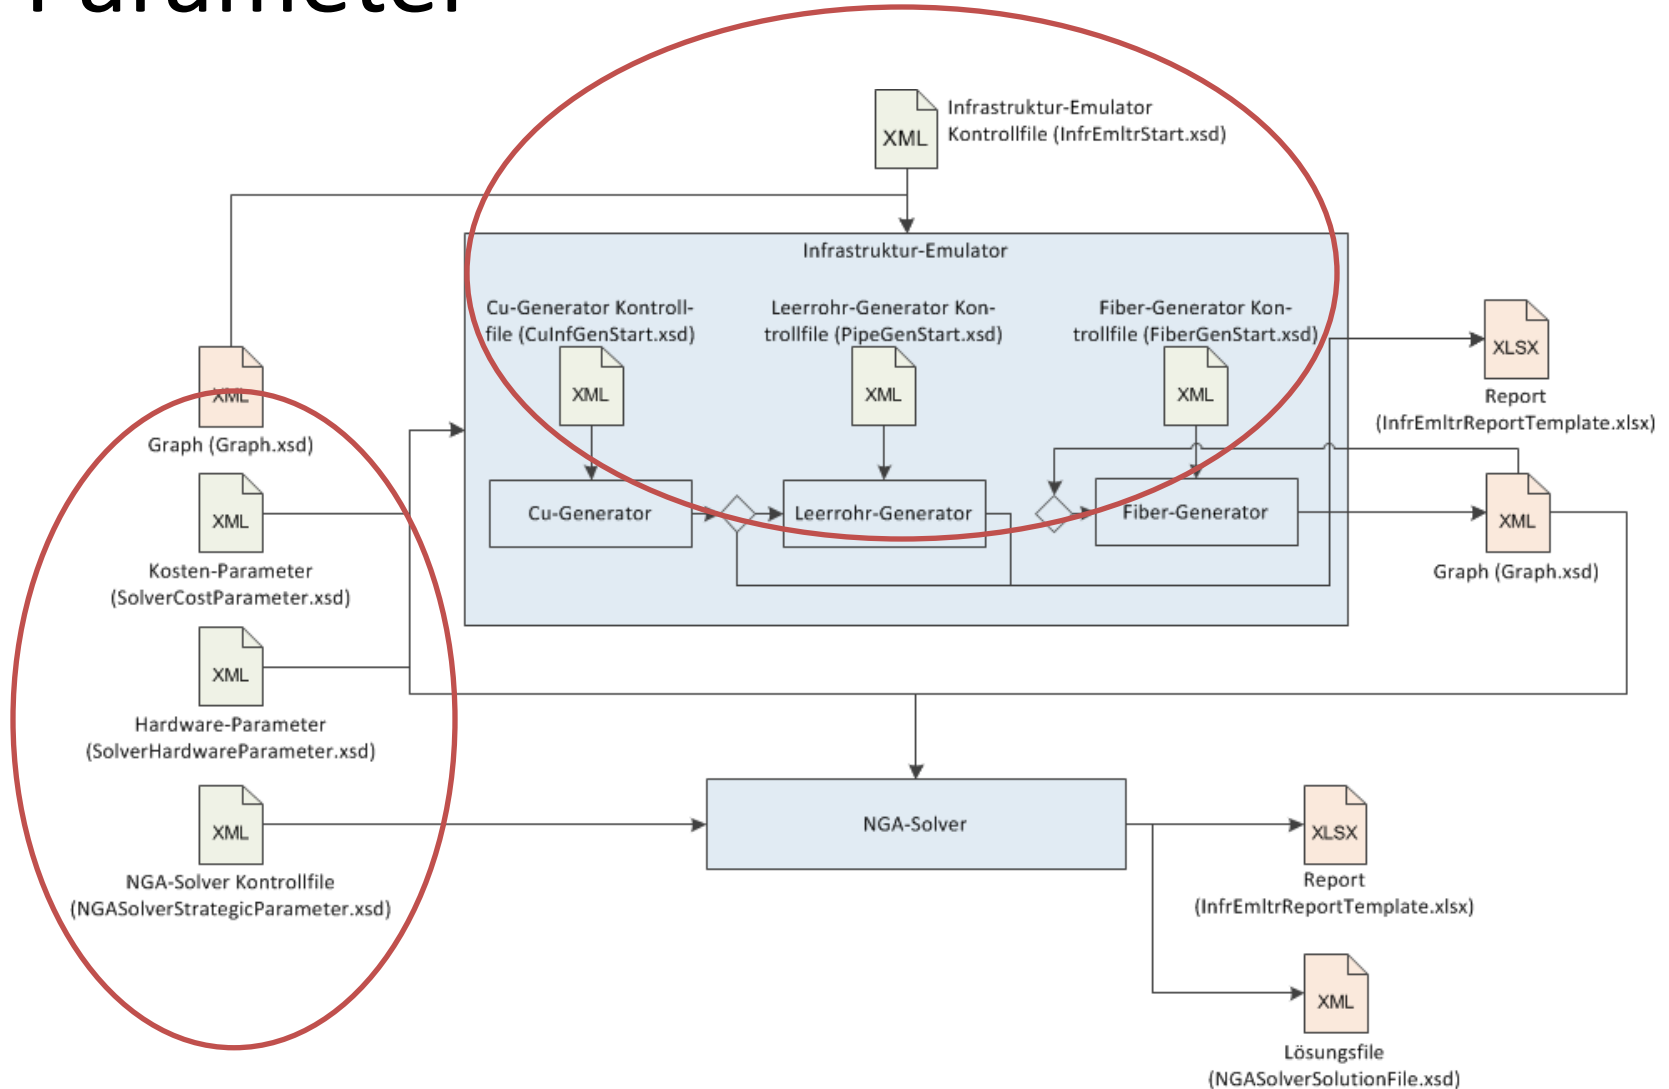 Parameter
XML
Infrastruktur-Emulator
Kontrollfile (InfrEmltrStart.xsd)
Infrastruktur-Emulator
Cu-Generator Kontroll-
file (CuInfGenStart.xsd)
XML
Leerrohr-Generator Kon-
trollfile (PipeGenStart.xsd)
XML
Fiber-Generator Kon-
trollfile (FiberGenStart.xsd)
XML
XLSX
Report
(InfrEmltrReportTemplate.xlsx)
XML
Graph (Graph.xsd)
Cu-Generator
Leerrohr-Generator
Fiber-Generator
XML
Graph (Graph.xsd)
XML
Kosten-Parameter
(SolverCostParameter.xsd)
XML
Hardware-Parameter
(SolverHardwareParameter.xsd)
XML
NGA-Solver Kontrollfile
(NGASolverStrategicParameter.xsd)
NGA-Solver
XLSX
Report
(InfrEmltrReportTemplate.xlsx)
XML
Lösungsfile
(NGASolverSolutionFile.xsd)